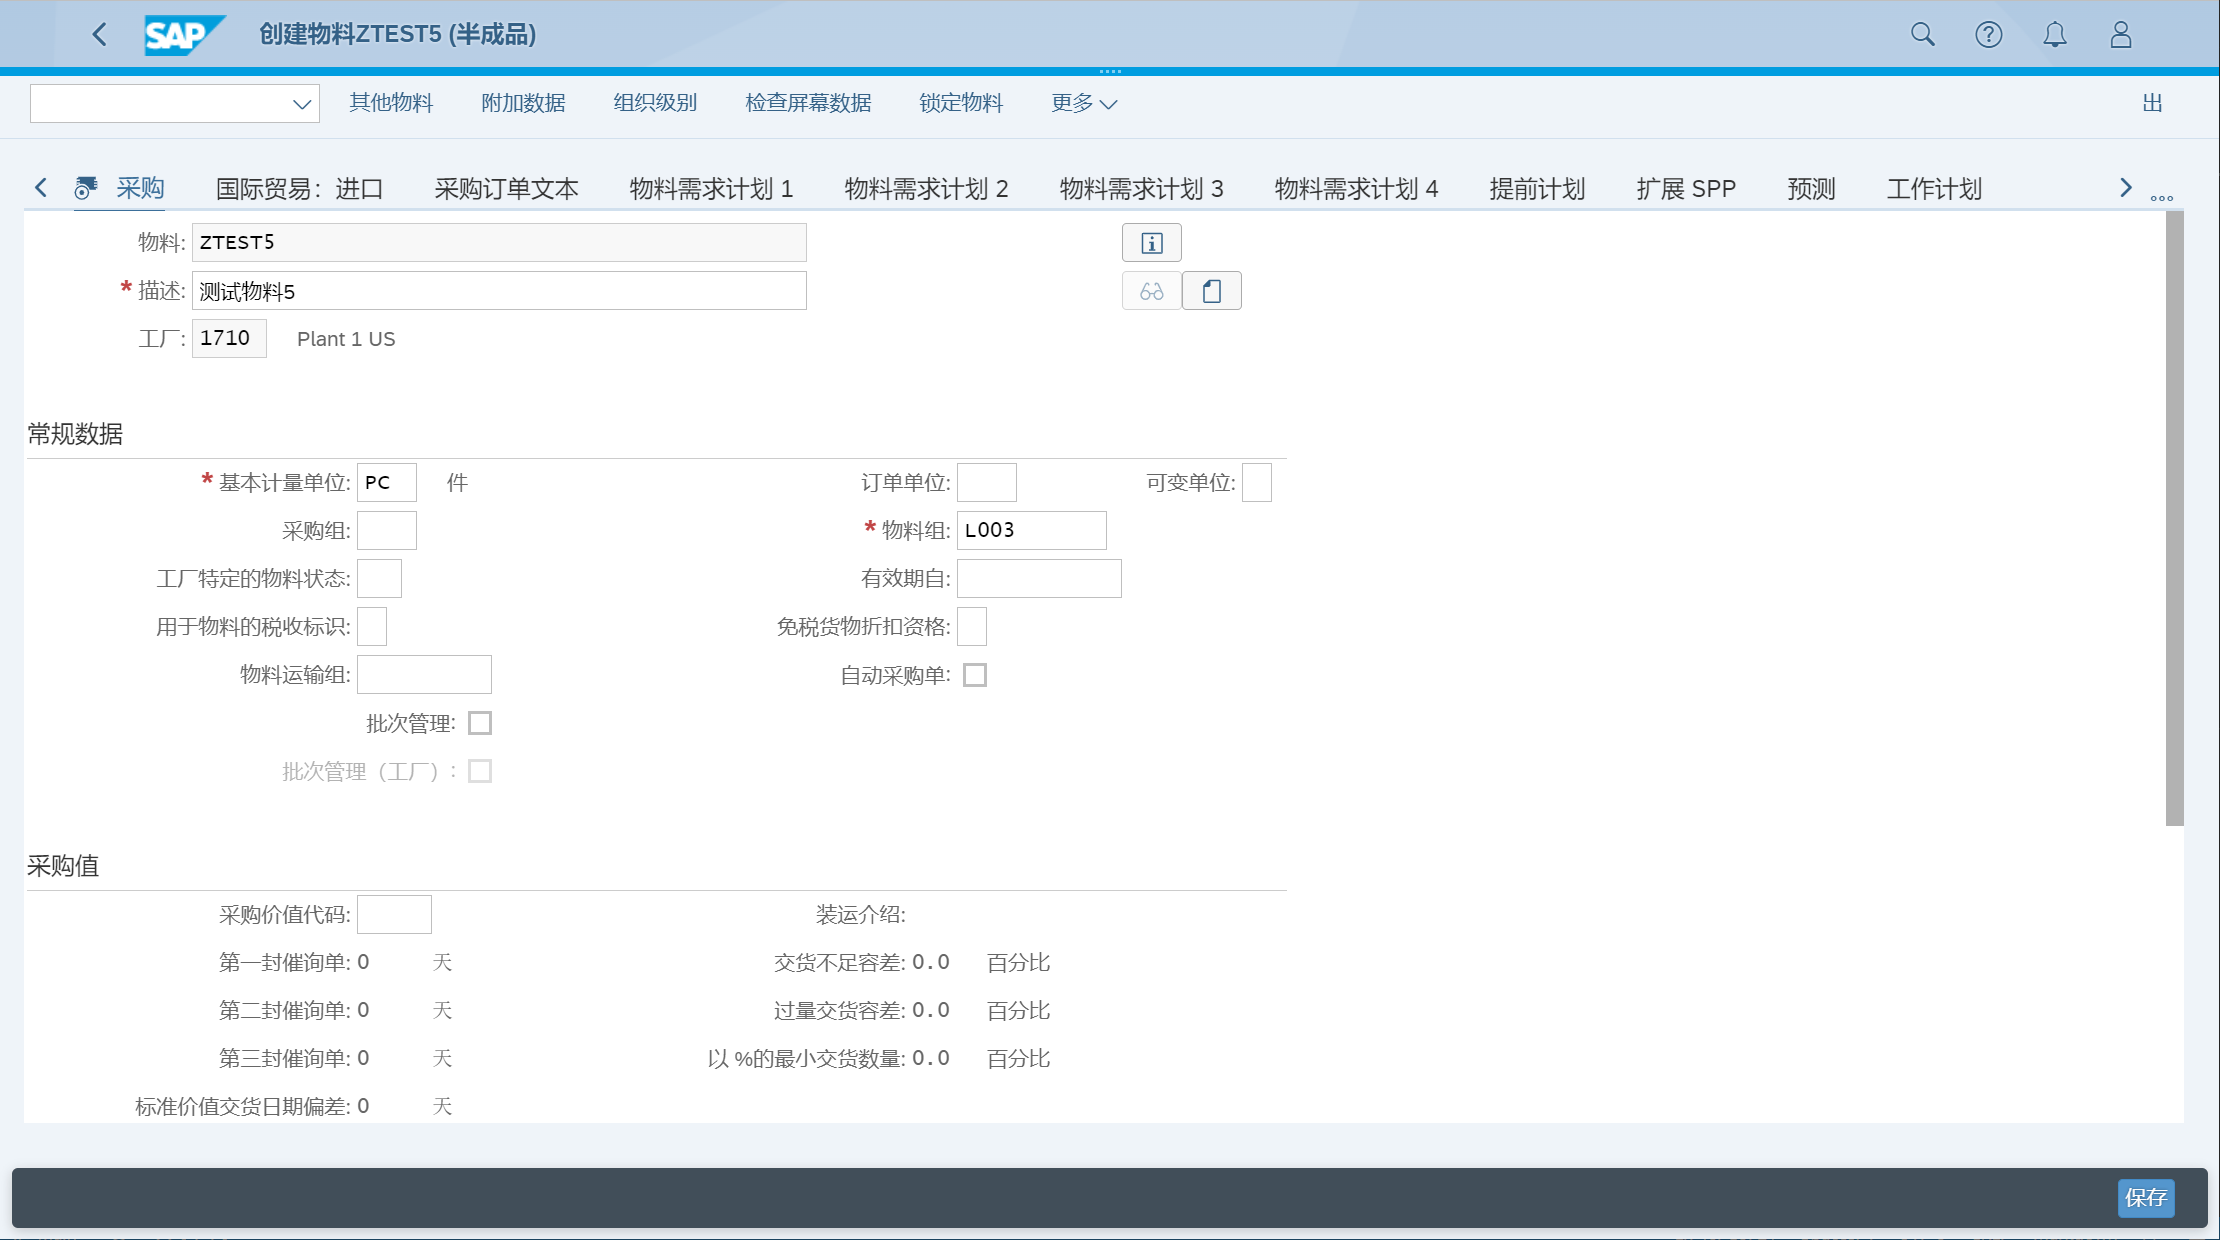 SAP 创建物料ZTEST5 (半成品)
其他物料 附加数据 组织级别 检查屏幕数据 锁定物料 更多 出
采购 国际贸易：进口 采购订单文本 物料需求计划 1 物料需求计划 2 物料需求计划 3 物料需求计划 4 提前计划 扩展 SPP 预测 工作计划
物料: ZTEST5
* 描述: 测试物料5
工厂: 1710 Plant 1 US
常规数据
* 基本计量单位: PC 件 订单单位: 可变单位:
采购组: * 物料组: L003
工厂特定的物料状态: 有效期自:
用于物料的税收标识: 免税货物折扣资格:
物料运输组: 自动采购单:
批次管理:
批次管理（工厂）:
采购值
采购价值代码: 装运介绍:
第一封催询单: 0 天 交货不足容差: 0.0 百分比
第二封催询单: 0 天 过量交货容差: 0.0 百分比
第三封催询单: 0 天 以 %的最小交货数量: 0.0 百分比
标准价值交货日期偏差: 0 天
保存